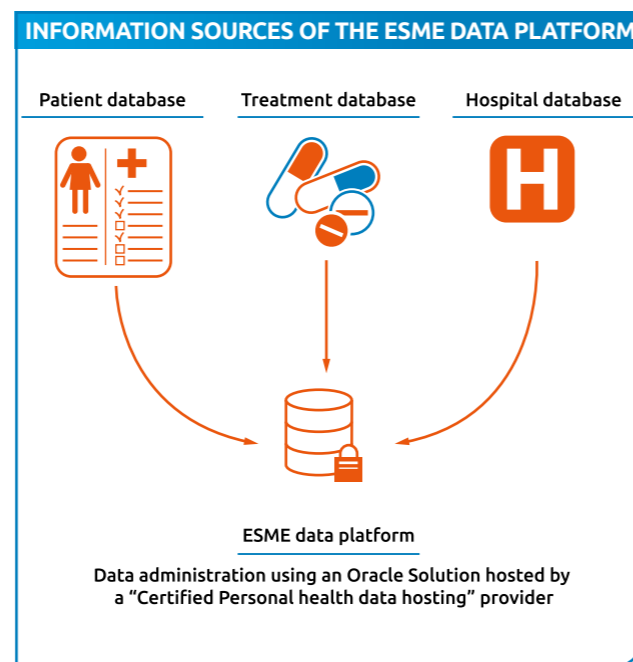 INFORMATION SOURCES OF THE ESME DATA PLATFORM
Patient database
Treatment database
Hospital database
H
ESME data platform
Data administration using an Oracle Solution hosted by
a “Certified Personal health data hosting” provider